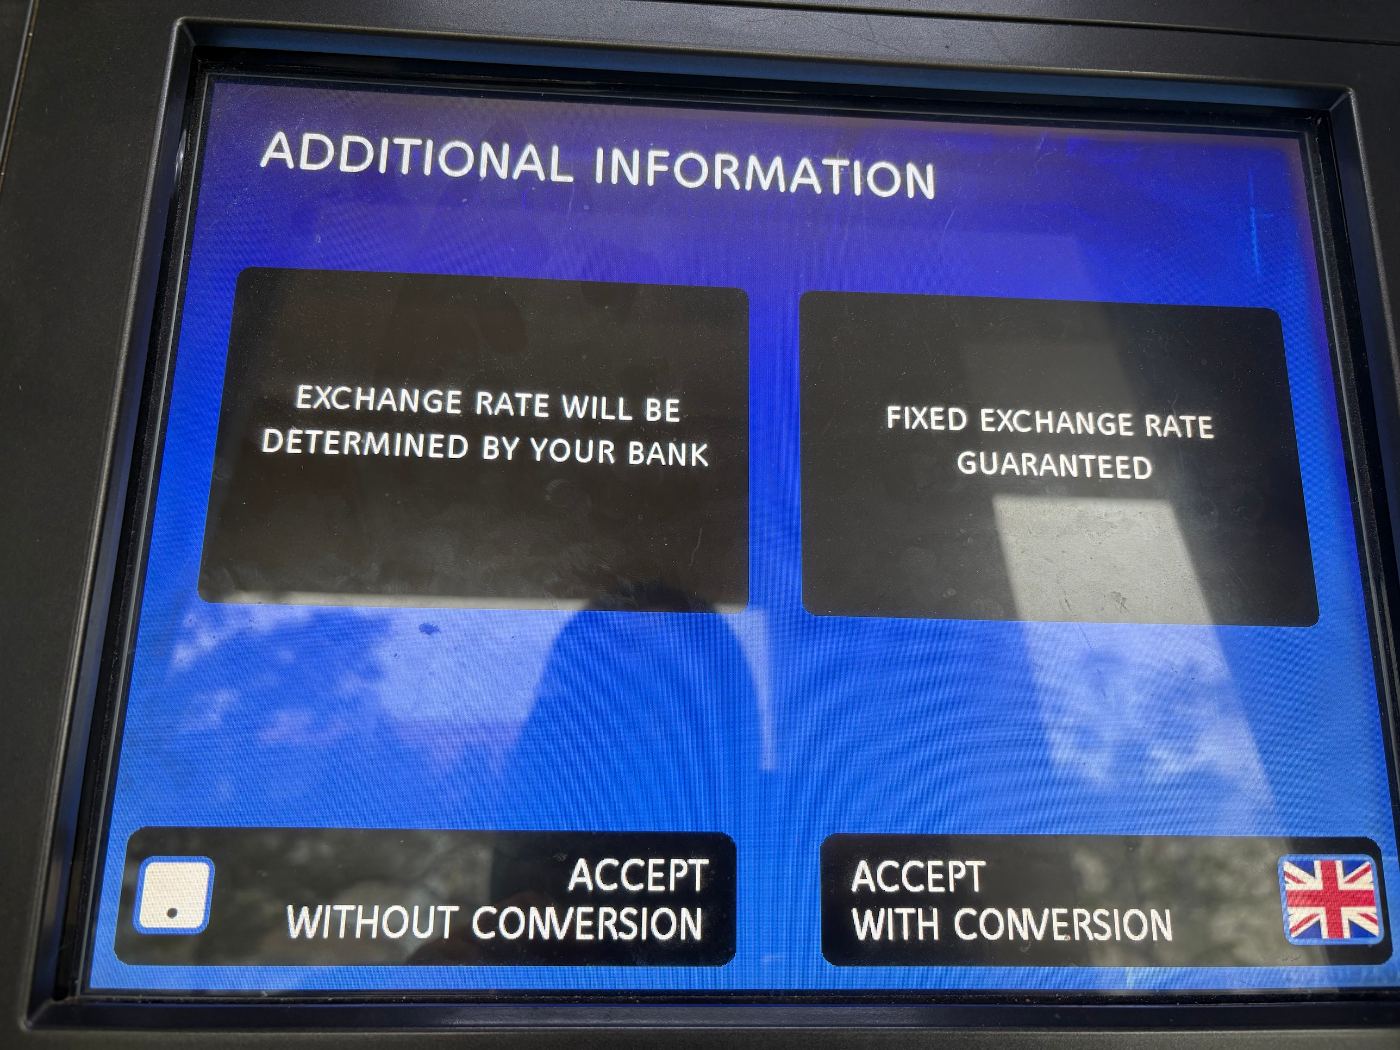 ADDITIONAL INFORMATION
EXCHANGE RATE WILL BE
DETERMINED BY YOUR BANK
FIXED EXCHANGE RATE
GUARANTEED
ACCEPT
WITHOUT CONVERSION
ACCEPT
WITH CONVERSION